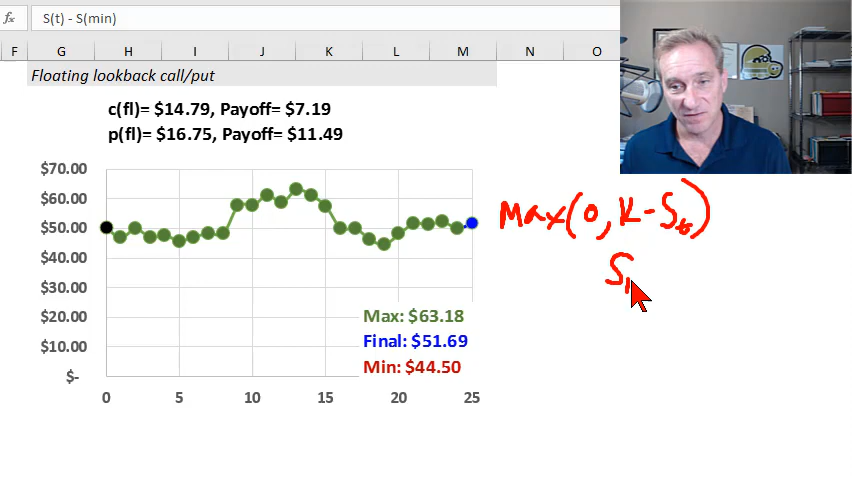 fx S(t) - S(min)
F G H I J K L M N O
Floating lookback call/put
c(fl)= $14.79, Payoff= $7.19
p(fl)= $16.75, Payoff= $11.49
$70.00
$60.00
$50.00
$40.00
$30.00
$20.00
$10.00
$-
Max(0, K-St)
S
Max: $63.18
Final: $51.69
Min: $44.50
0 5 10 15 20 25